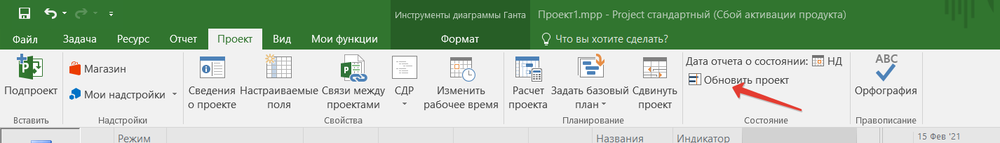 Инструменты диаграммы Ганта
Проект1.mpp - Project стандартный (Сбой активации продукта)
Файл Задача Ресурс Отчет Проект Вид Мои функции Формат Что вы хотите сделать?
Подпроект
Вставить
Магазин
Мои надстройки
Надстройки
Сведения
о проекте
Настраиваемые
поля
Связи между
проектами
СДР
Изменить
рабочее время
Свойства
Расчет
проекта
Задать базовый
план
Сдвинуть
проект
Планирование
Дата отчета о состоянии: НД
Обновить проект
Состояние
ABC
Орфография
Правописание
Режим
Названия
Индикатор
15 Фев '21